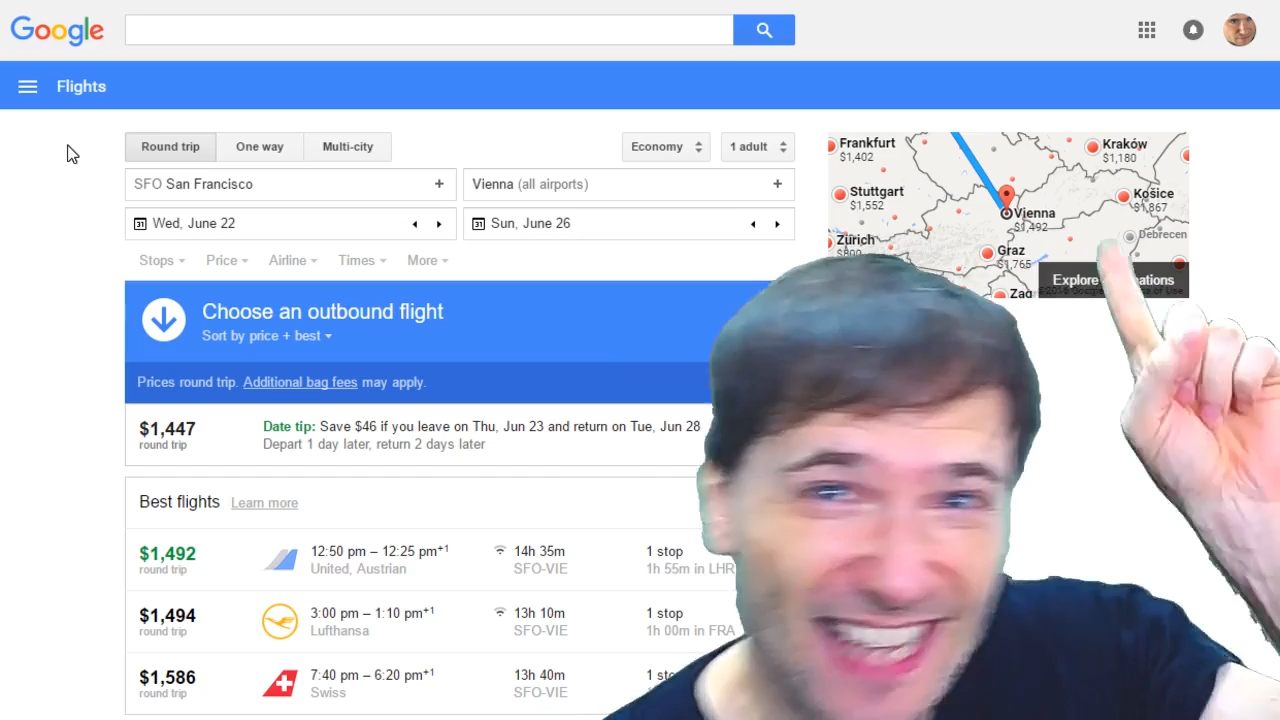 Google
Flights
Round trip
One way
Multi-city
Economy
1 adult
SFO San Francisco
Vienna (all airports)
Wed, June 22
Sun, June 26
Stops
Price
Airline
Times
More
Frankfurt
$1,402
Kraków
$1,180
Stuttgart
$1,552
Košice
$1,867
Vienna
$1,492
Debrecen
Zürich
Graz
$1,765
Zag
Explore
Choose an outbound flight
Sort by price + best
Prices round trip. Additional bag fees may apply.
$1,447
round trip
Date tip: Save $46 if you leave on Thu, Jun 23 and return on Tue, Jun 28
Depart 1 day later, return 2 days later
Best flights Learn more
$1,492
round trip
12:50 pm – 12:25 pm+1
United, Austrian
14h 35m
SFO-VIE
1 stop
1h 55m in LHR
$1,494
round trip
3:00 pm – 1:10 pm+1
Lufthansa
13h 10m
SFO-VIE
1 stop
1h 00m in FRA
$1,586
round trip
7:40 pm – 6:20 pm+1
Swiss
13h 40m
SFO-VIE
1